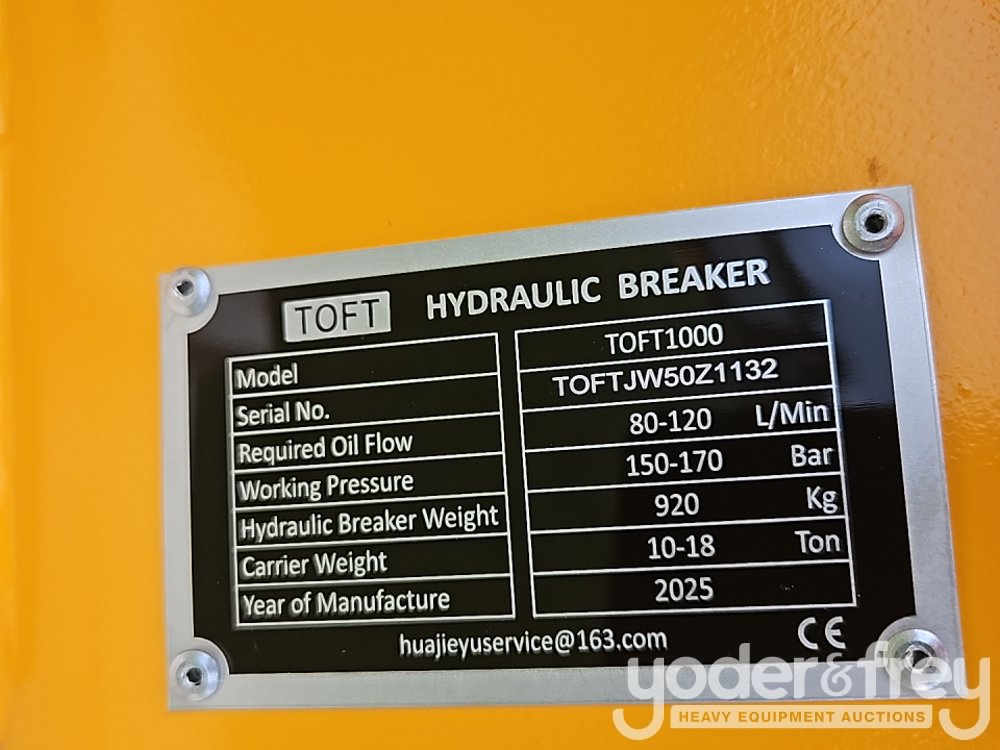 TOFT HYDRAULIC BREAKER
Model TOFT1000
Serial No. TOFTJW50Z1132
Required Oil Flow 80-120 L/Min
Working Pressure 150-170 Bar
Hydraulic Breaker Weight 920 Kg
Carrier Weight 10-18 Ton
Year of Manufacture 2025
huajieyuservice@163.com CE
yoder&frey
HEAVY EQUIPMENT AUCTIONS